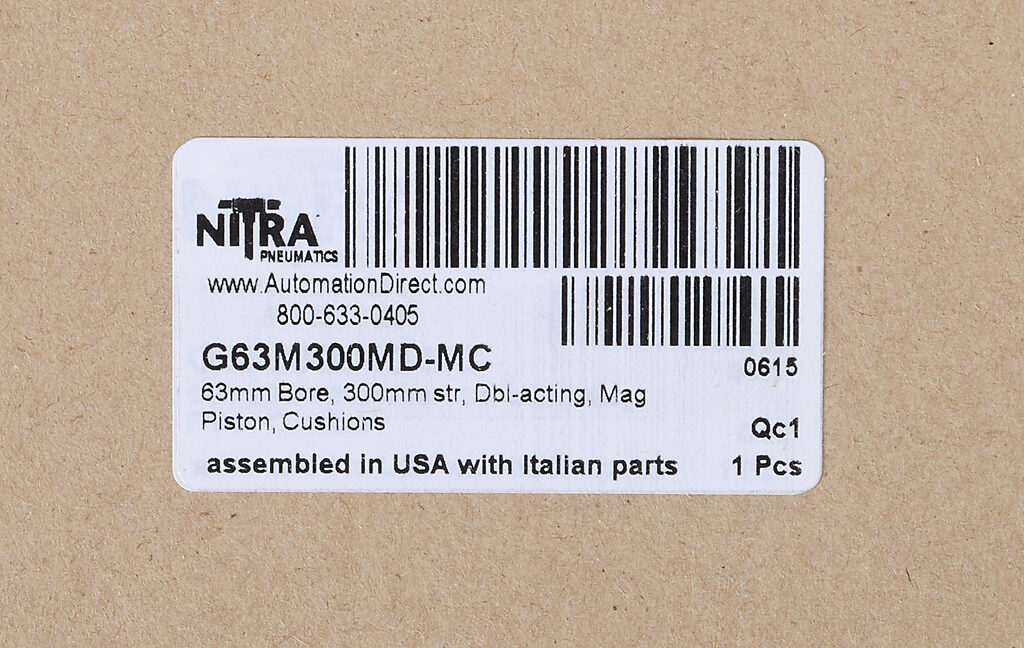 NITRA
PNEUMATICS
www.AutomationDirect.com
800-633-0405
G63M300MD-MC
0615
63mm Bore, 300mm str, Dbl-acting, Mag
Piston, Cushions
Qc1
assembled in USA with Italian parts
1 Pcs